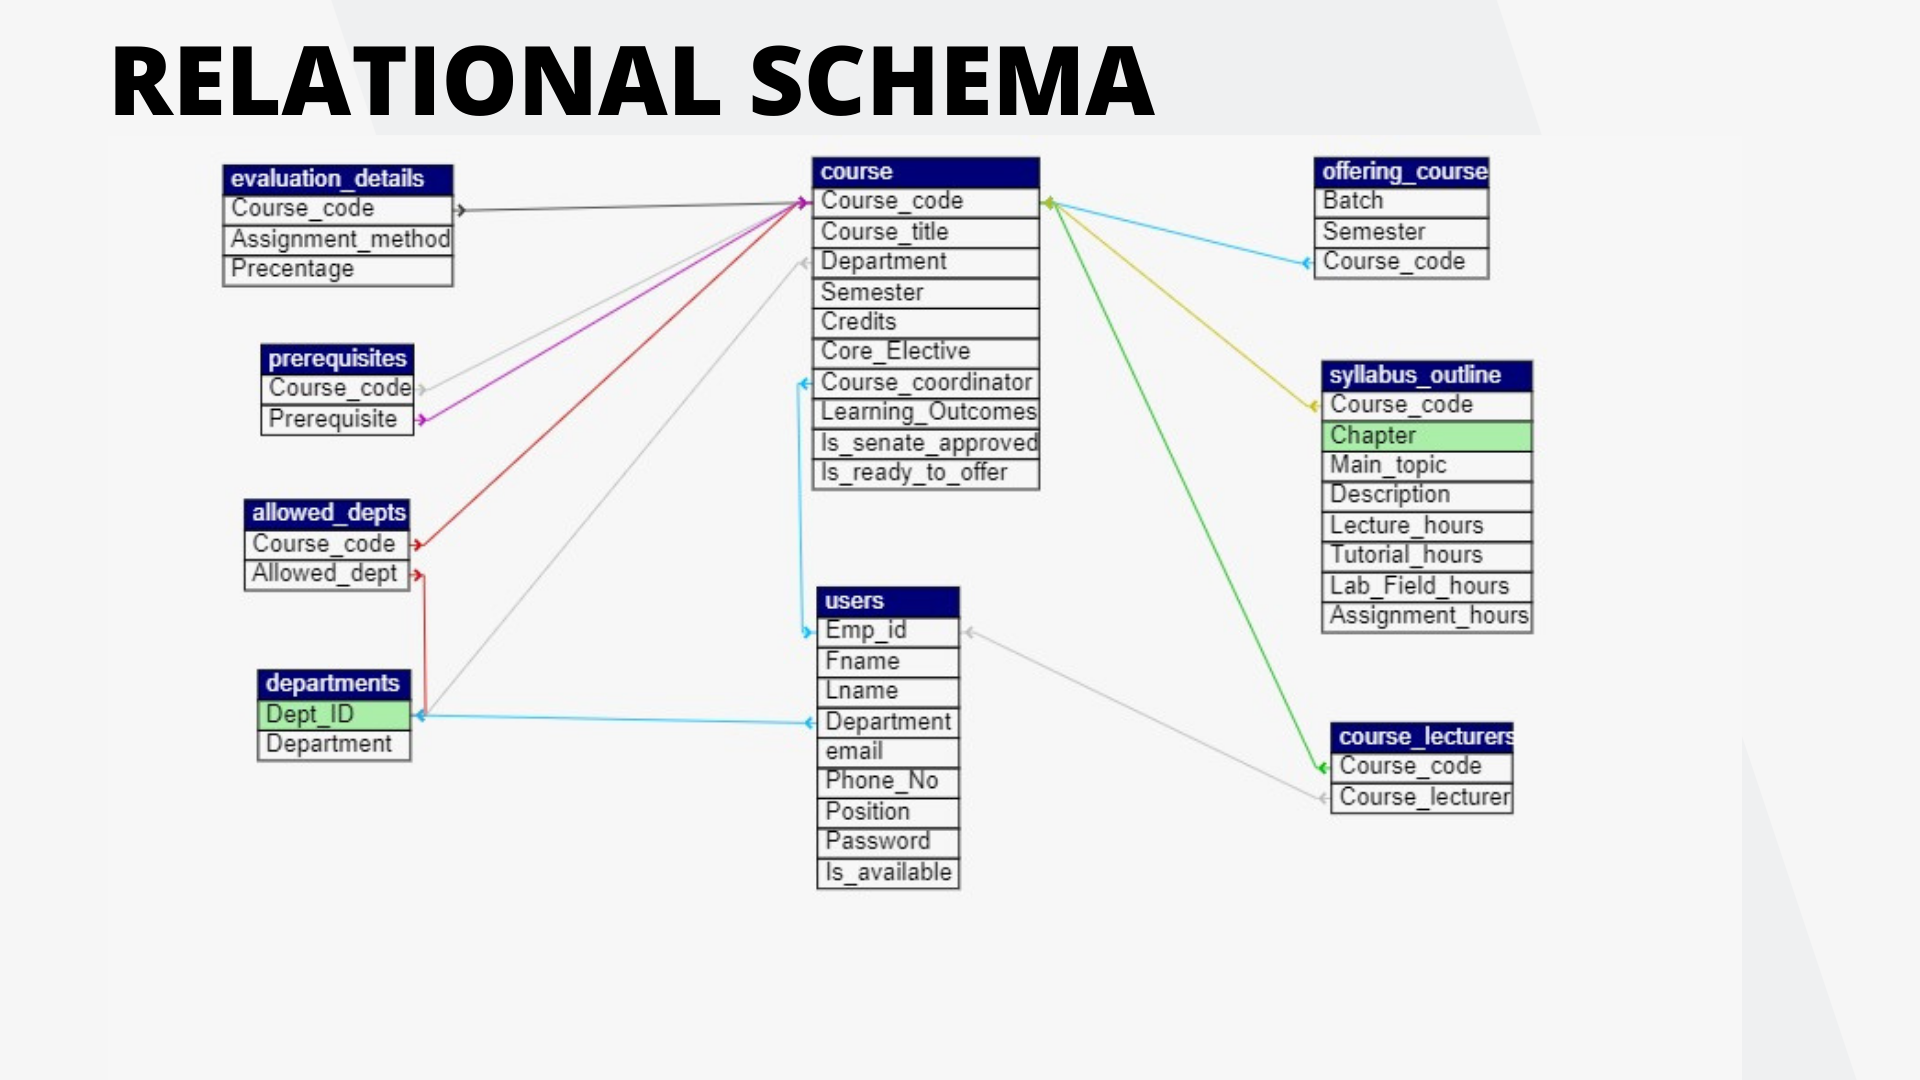 RELATIONAL SCHEMA
evaluation_details
Course_code
Assignment_method
Precentage
prerequisites
Course_code
Prerequisite
allowed_depts
Course_code
Allowed_dept
departments
Dept_ID
Department
course
Course_code
Course_title
Department
Semester
Credits
Core_Elective
Course_coordinator
Learning_Outcomes
Is_senate_approved
Is_ready_to_offer
users
Emp_id
Fname
Lname
Department
email
Phone_No
Position
Password
Is_available
offering_course
Batch
Semester
Course_code
syllabus_outline
Course_code
Chapter
Main_topic
Description
Lecture_hours
Tutorial_hours
Lab_Field_hours
Assignment_hours
course_lecturers
Course_code
Course_lecturer